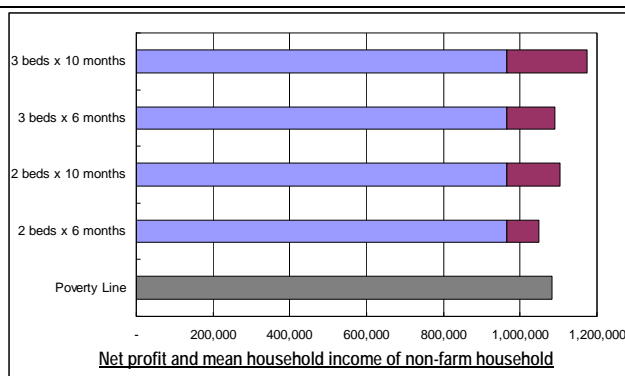 3 beds x 10 months
3 beds x 6 months
2 beds x 10 months
2 beds x 6 months
Poverty Line
- 200,000 400,000 600,000 800,000 1,000,000 1,200,000
Net profit and mean household income of non-farm household